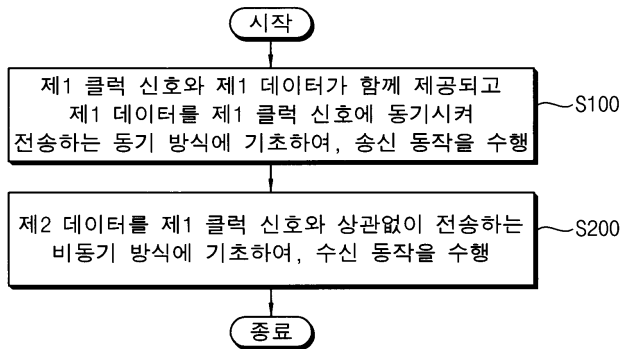 시작
제1 클럭 신호와 제1 데이터가 함께 제공되고
제1 데이터를 제1 클럭 신호에 동기시켜
전송하는 동기 방식에 기초하여, 송신 동작을 수행
S100
제2 데이터를 제1 클럭 신호와 상관없이 전송하는
비동기 방식에 기초하여, 수신 동작을 수행
S200
종료